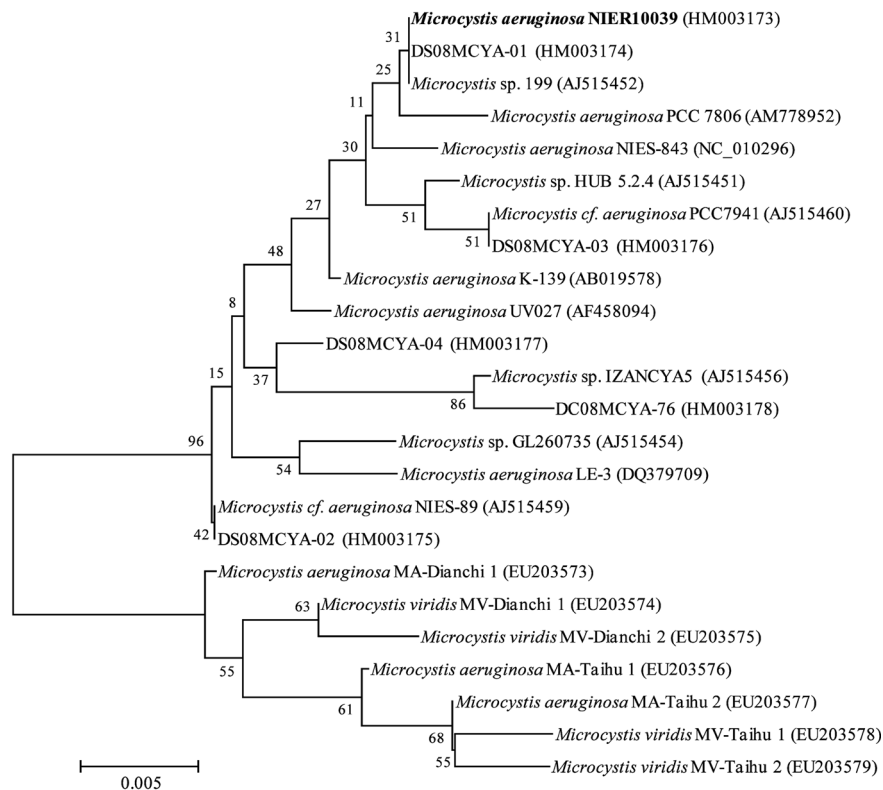 Microcystis aeruginosa NIER10039 (HM003173)
31
DS08MCYA-01 (HM003174)
25
Microcystis sp. 199 (AJ515452)
11
Microcystis aeruginosa PCC 7806 (AM778952)
30
Microcystis aeruginosa NIES-843 (NC_010296)
Microcystis sp. HUB 5.2.4 (AJ515451)
27
51
Microcystis cf. aeruginosa PCC7941 (AJ515460)
51
DS08MCYA-03 (HM003176)
48
Microcystis aeruginosa K-139 (AB019578)
8
Microcystis aeruginosa UV027 (AF458094)
DS08MCYA-04 (HM003177)
15
37
Microcystis sp. IZANCYA5 (AJ515456)
86
DC08MCYA-76 (HM003178)
96
Microcystis sp. GL260735 (AJ515454)
54
Microcystis aeruginosa LE-3 (DQ379709)
Microcystis cf. aeruginosa NIES-89 (AJ515459)
42
DS08MCYA-02 (HM003175)
Microcystis aeruginosa MA-Dianchi 1 (EU203573)
63
Microcystis viridis MV-Dianchi 1 (EU203574)
Microcystis viridis MV-Dianchi 2 (EU203575)
55
Microcystis aeruginosa MA-Taihu 1 (EU203576)
61
Microcystis aeruginosa MA-Taihu 2 (EU203577)
68
Microcystis viridis MV-Taihu 1 (EU203578)
55
Microcystis viridis MV-Taihu 2 (EU203579)
0.005